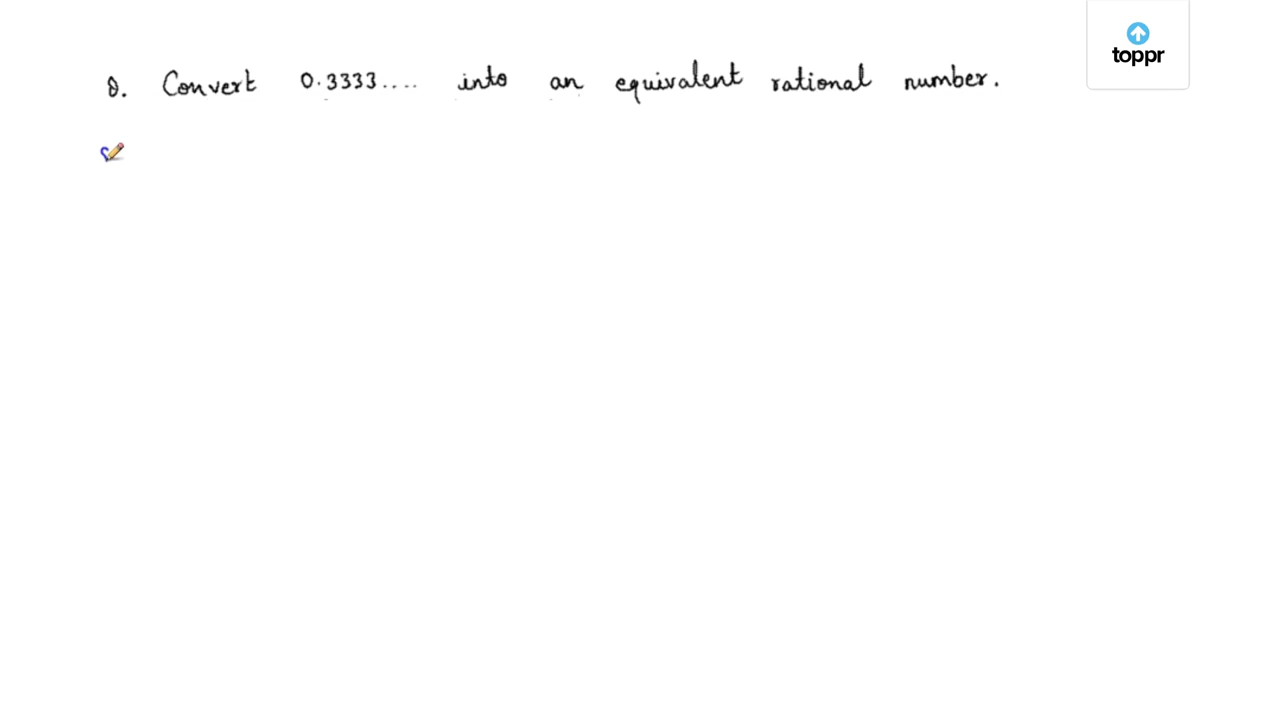 toppr
Q. Convert 0.3333.... into an equivalent rational number.